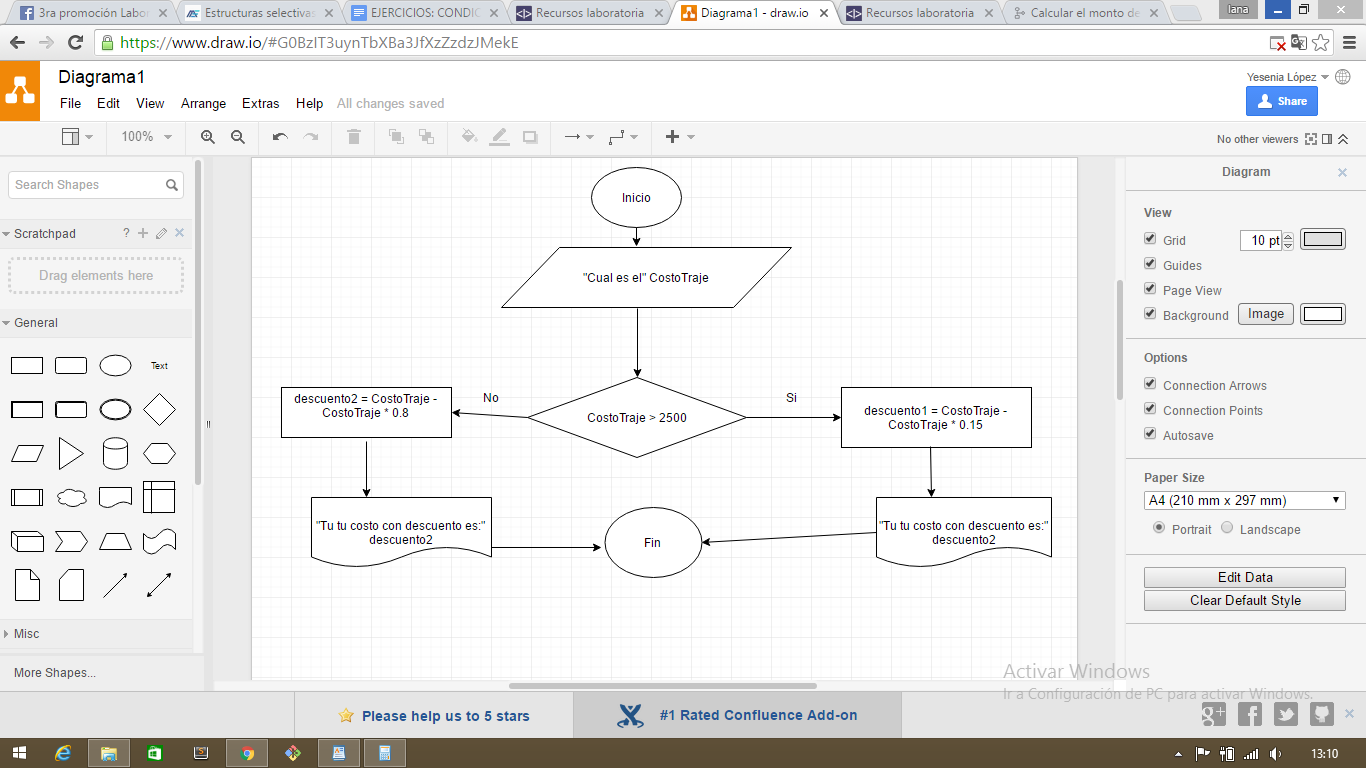 3ra promoción Labor
Estructuras selectivas
EJERCICIOS: CONDIC
Recursos laboratoria
Diagrama1 - draw.io
Recursos laboratoria
Calcular el monto de
Iana
https://www.draw.io/#G0BzIT3uynTbXBa3JfXzZzdzJMekE
Diagrama1
Yesenia López
File Edit View Arrange Extras Help All changes saved
Share
100%
No other viewers
Search Shapes
Scratchpad ?
Drag elements here
General
Text
Misc
More Shapes...
Inicio
"Cual es el" CostoTraje
CostoTraje > 2500
No
Si
descuento2 = CostoTraje -
CostoTraje * 0.8
descuento1 = CostoTraje -
CostoTraje * 0.15
"Tu tu costo con descuento es:"
descuento2
Fin
"Tu tu costo con descuento es:"
descuento2
Diagram
View
Grid 10 pt
Guides
Page View
Background Image
Options
Connection Arrows
Connection Points
Autosave
Paper Size
A4 (210 mm x 297 mm)
Portrait Landscape
Edit Data
Clear Default Style
Activar Windows
Ir a Configuración de PC para activar Windows.
Please help us to 5 stars
#1 Rated Confluence Add-on
13:10